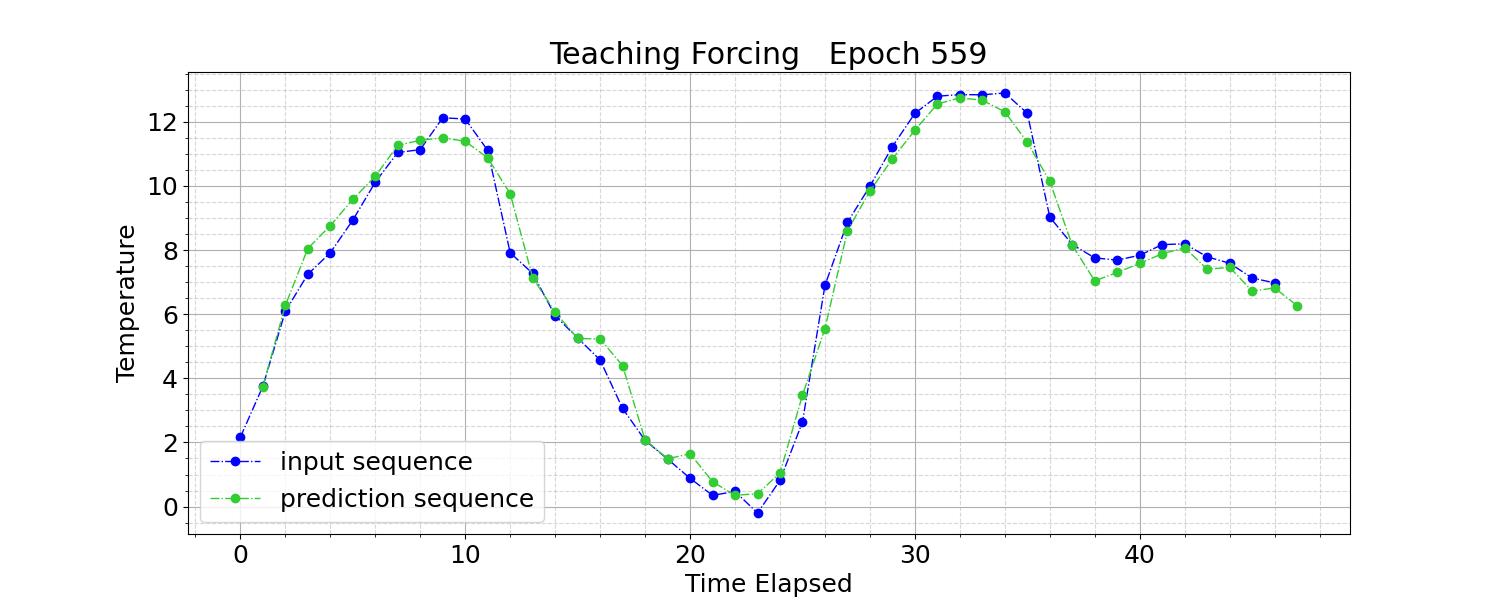 Teaching Forcing   Epoch 559
Temperature
12
10
8
6
4
2
0
input sequence
prediction sequence
0 10 20 30 40
Time Elapsed